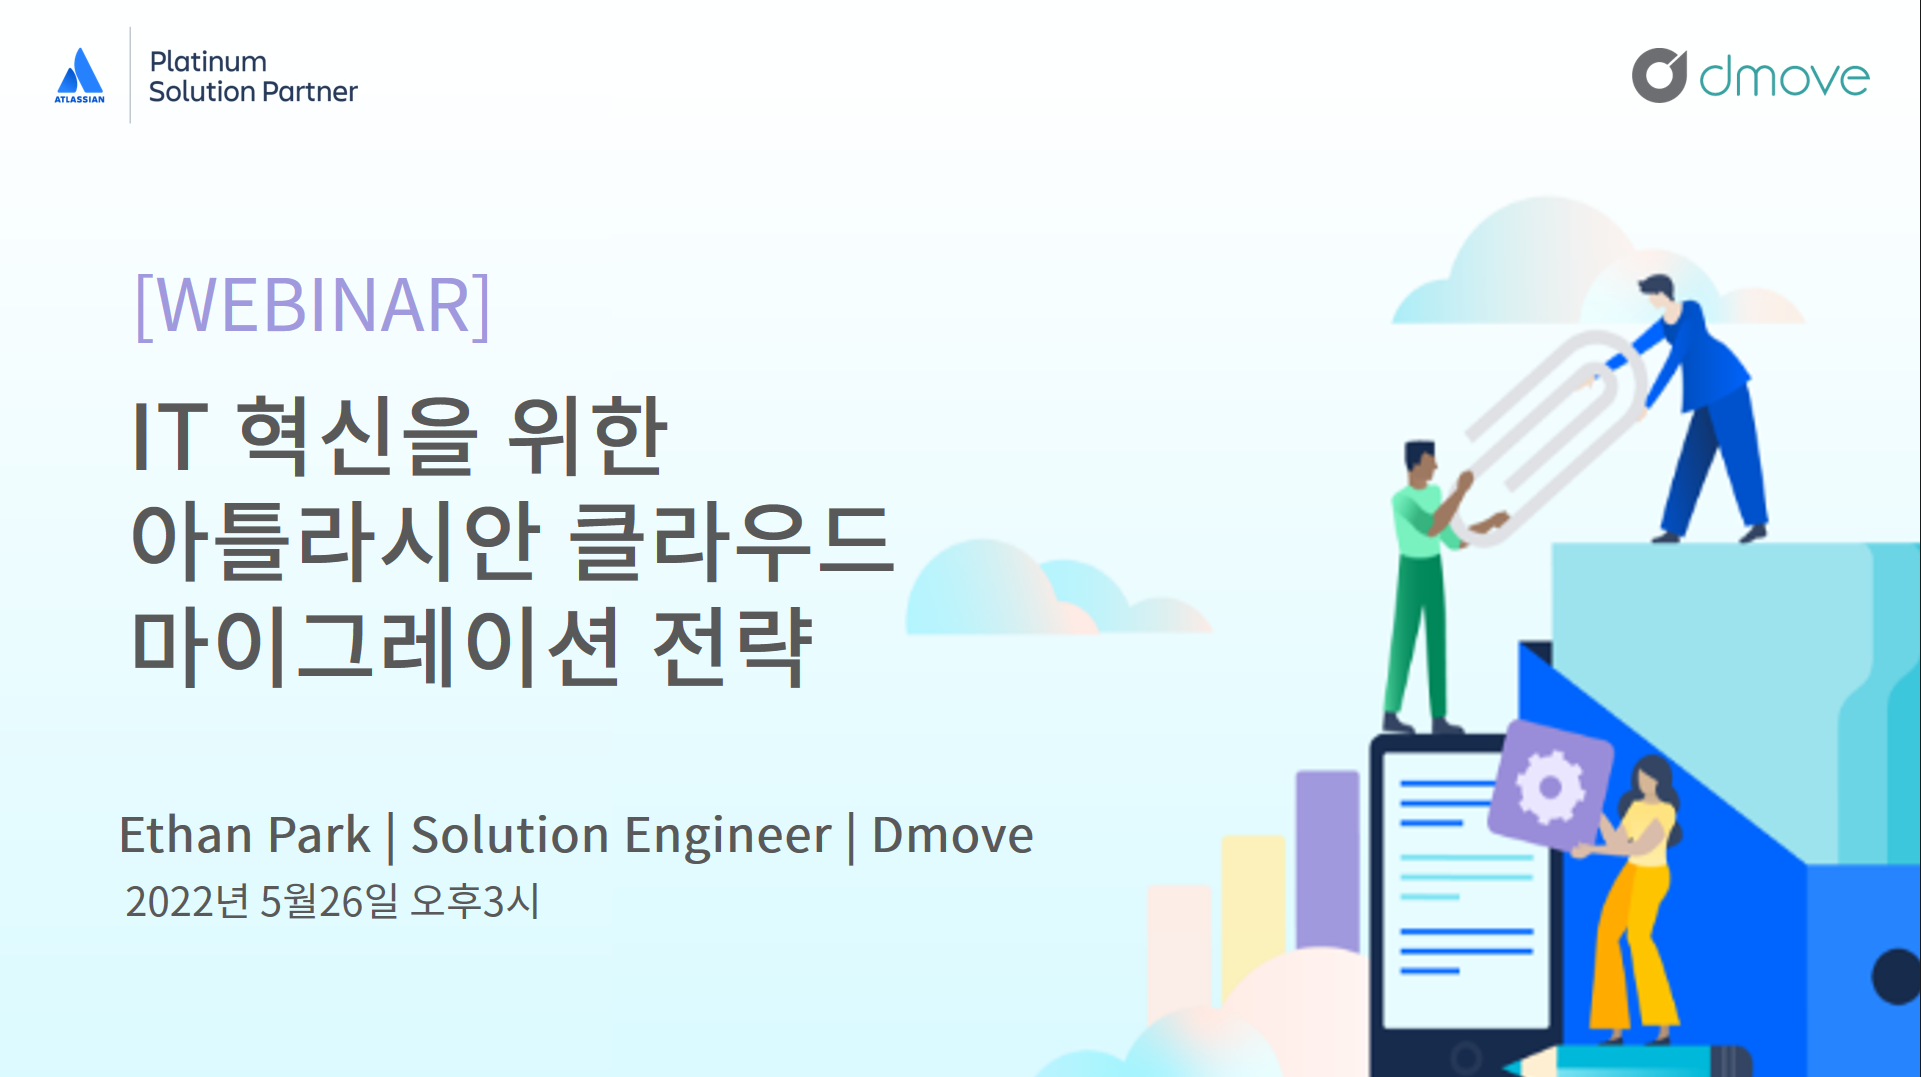 ATLASSIAN
Platinum
Solution Partner
dmove
[WEBINAR]
IT 혁신을 위한
아틀라시안 클라우드
마이그레이션 전략
Ethan Park | Solution Engineer | Dmove
2022년 5월26일 오후3시